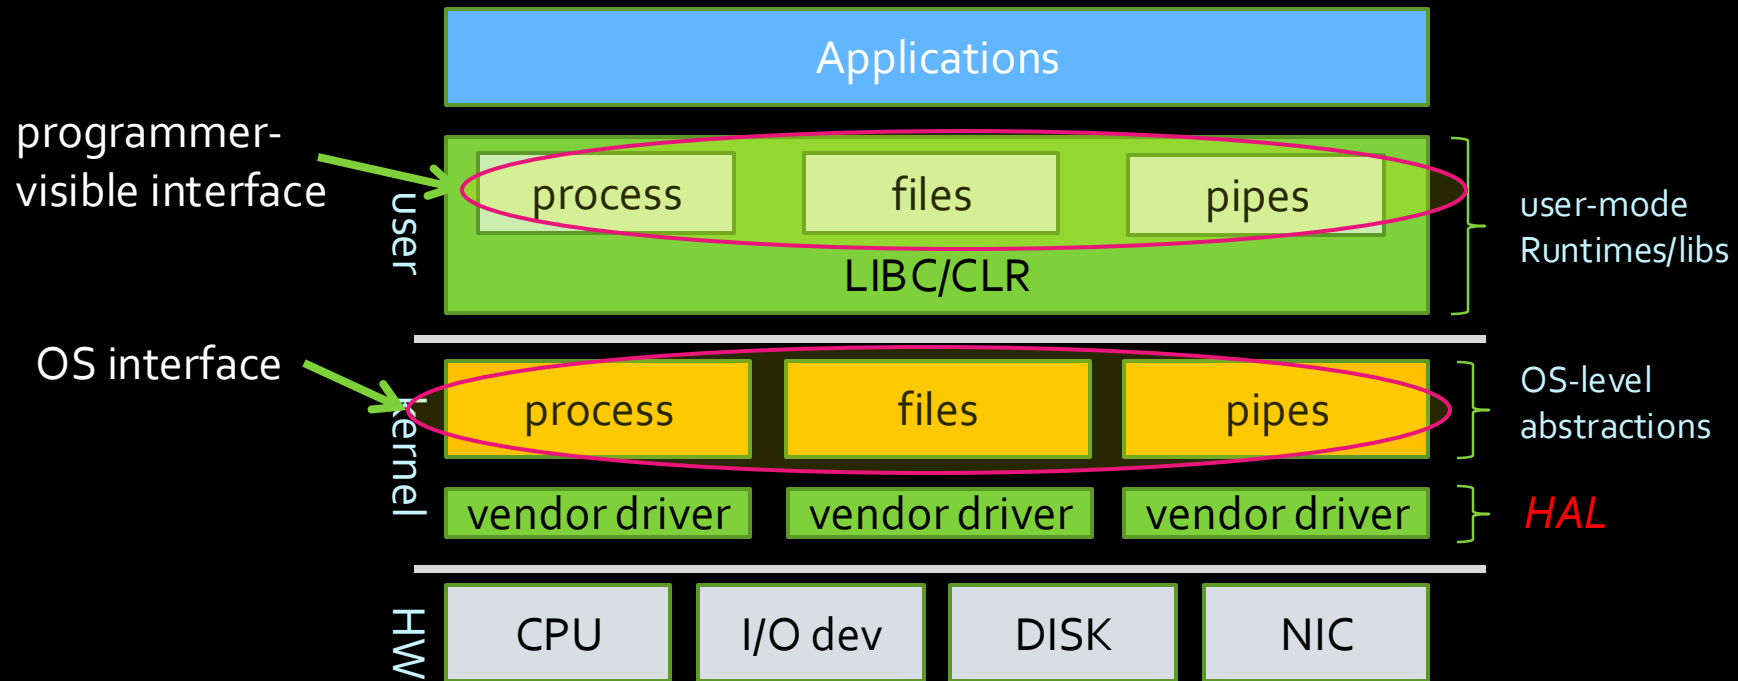 Applications
programmer-
visible interface
user
process
files
pipes
LIBC/CLR
user-mode
Runtimes/libs
OS interface
kernel
process
files
pipes
OS-level
abstractions
vendor driver
vendor driver
vendor driver
HAL
HW
CPU
I/O dev
DISK
NIC